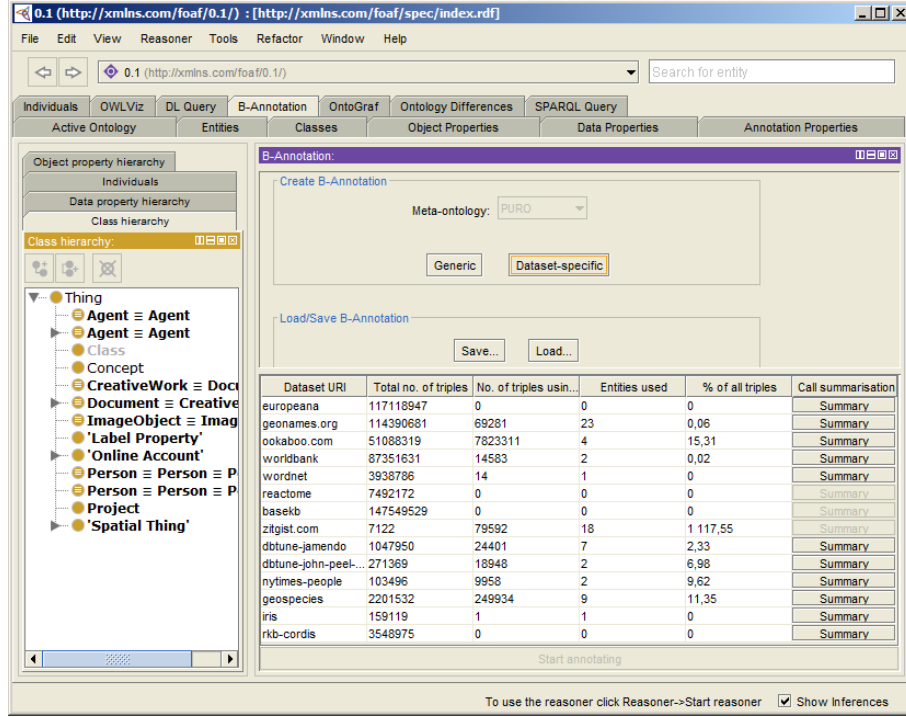 0.1 (http://xmlns.com/foaf/0.1/) : [http://xmlns.com/foaf/spec/index.rdf]
File Edit View Reasoner Tools Refactor Window Help
0.1 (http://xmlns.com/foaf/0.1/) Search for entity
Individuals OWLViz DL Query B-Annotation OntoGraf Ontology Differences SPARQL Query
Active Ontology Entities Classes Object Properties Data Properties Annotation Properties
Object property hierarchy
Individuals
Data property hierarchy
Class hierarchy
Class hierarchy:
Thing
Agent ≡ Agent
Agent ≡ Agent
Class
Concept
CreativeWork ≡ Docu
Document ≡ Creative
ImageObject ≡ Imag
'Label Property'
'Online Account'
Person ≡ Person ≡ P
Person ≡ Person ≡ P
Project
'Spatial Thing'
B-Annotation:
Create B-Annotation
Meta-ontology: PURO
Generic Dataset-specific
Load/Save B-Annotation
Save... Load...
Dataset URI Total no. of triples No. of triples usin... Entities used % of all triples Call summarisation
europeana 117118947 0 0 0 Summary
geonames.org 114390681 69281 23 0,06 Summary
ookaboo.com 51088319 7823311 4 15,31 Summary
worldbank 87351631 14583 2 0,02 Summary
wordnet 3938786 14 1 0 Summary
reactome 7492172 0 0 0 Summary
basekb 147549529 0 0 0 Summary
zitgist.com 7122 79592 18 1 117,55 Summary
dbtune-jamendo 1047950 24401 7 2,33 Summary
dbtune-john-peel-... 271369 18948 2 6,98 Summary
nytimes-people 103496 9958 2 9,62 Summary
geospecies 2201532 249934 9 11,35 Summary
iris 159119 1 1 0 Summary
rkb-cordis 3548975 0 0 0 Summary
Start annotating
To use the reasoner click Reasoner->Start reasoner Show Inferences